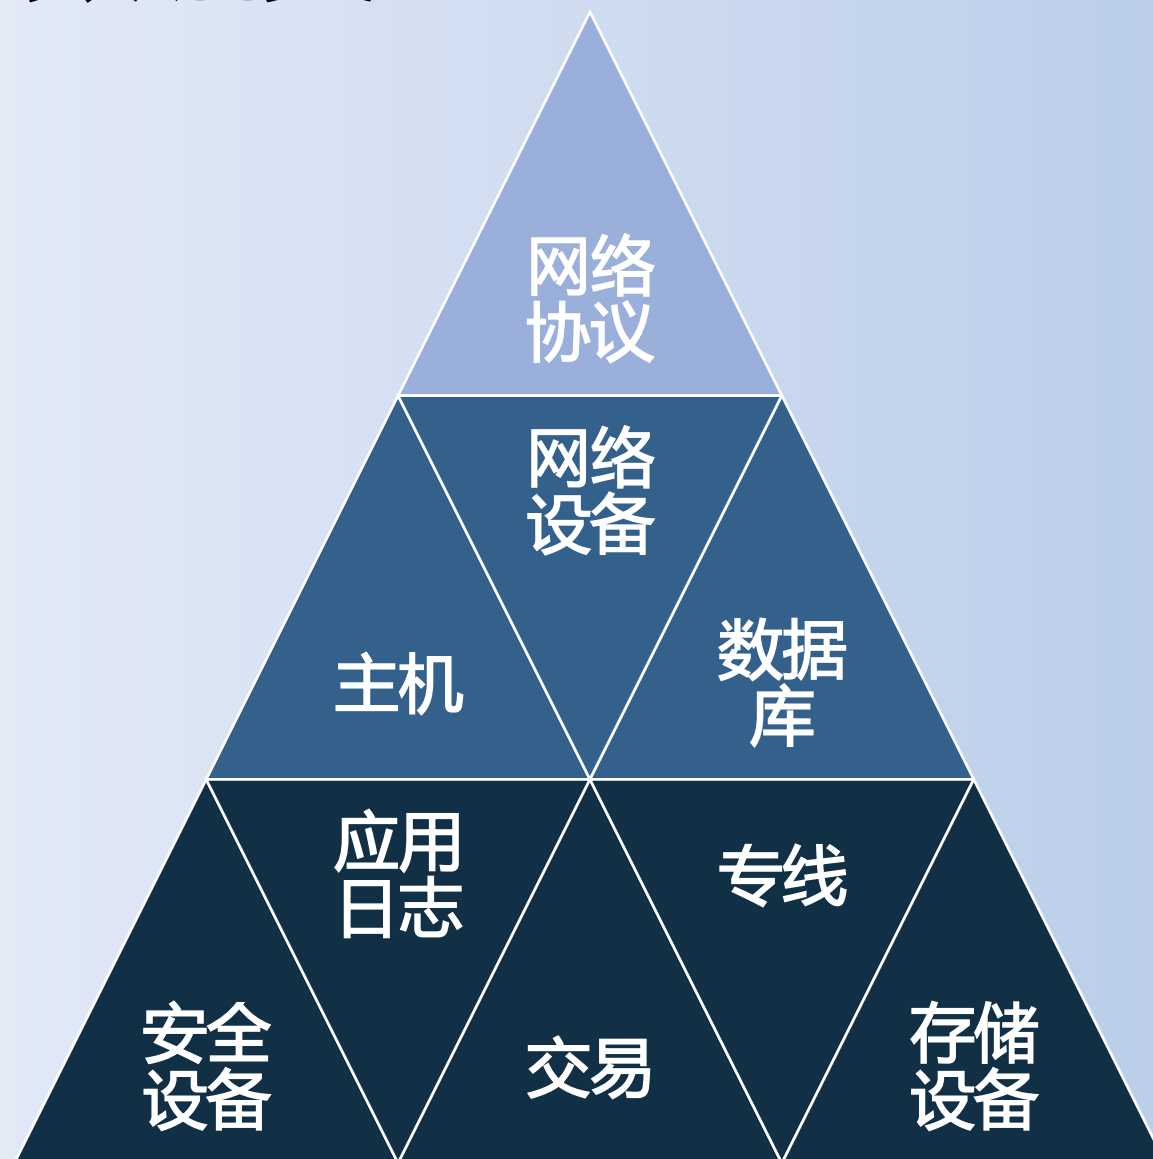 网络
协议
网络
设备
主机
数据
库
应用
日志
专线
安全
设备
交易
存储
设备